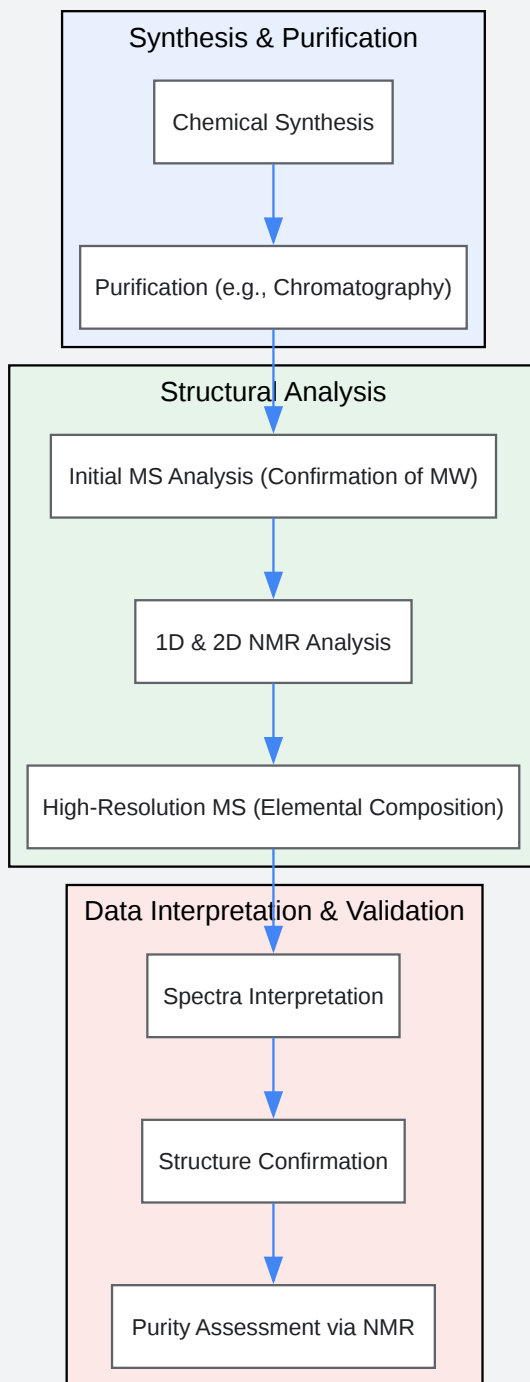 Synthesis & Purification
Chemical Synthesis
Purification (e.g., Chromatography)
Structural Analysis
Initial MS Analysis (Confirmation of MW)
1D & 2D NMR Analysis
High-Resolution MS (Elemental Composition)
Data Interpretation & Validation
Spectra Interpretation
Structure Confirmation
Purity Assessment via NMR